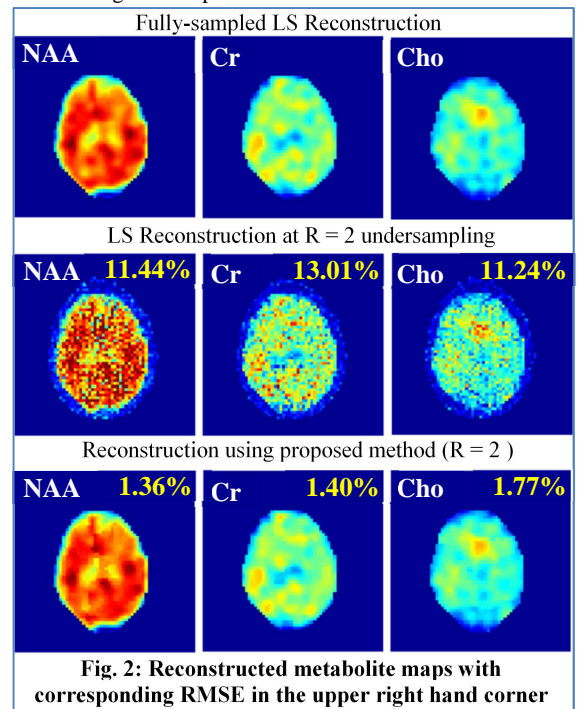 Fully-sampled LS Reconstruction
NAA Cr Cho
LS Reconstruction at R = 2 undersampling
NAA 11.44% Cr 13.01% Cho 11.24%
Reconstruction using proposed method (R = 2 )
NAA 1.36% Cr 1.40% Cho 1.77%
Fig. 2: Reconstructed metabolite maps with
corresponding RMSE in the upper right hand corner